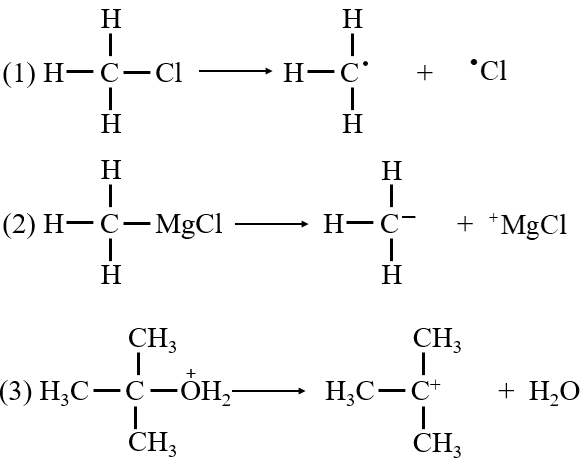 H H
(1) H—C—Cl ⟶ H—C• + •Cl
H H
H H
(2) H—C—MgCl ⟶ H—C⁻ + ⁺MgCl
H H
CH₃ CH₃
(3) H₃C—C—O⁺H₂ ⟶ H₃C—C⁺ + H₂O
CH₃ CH₃